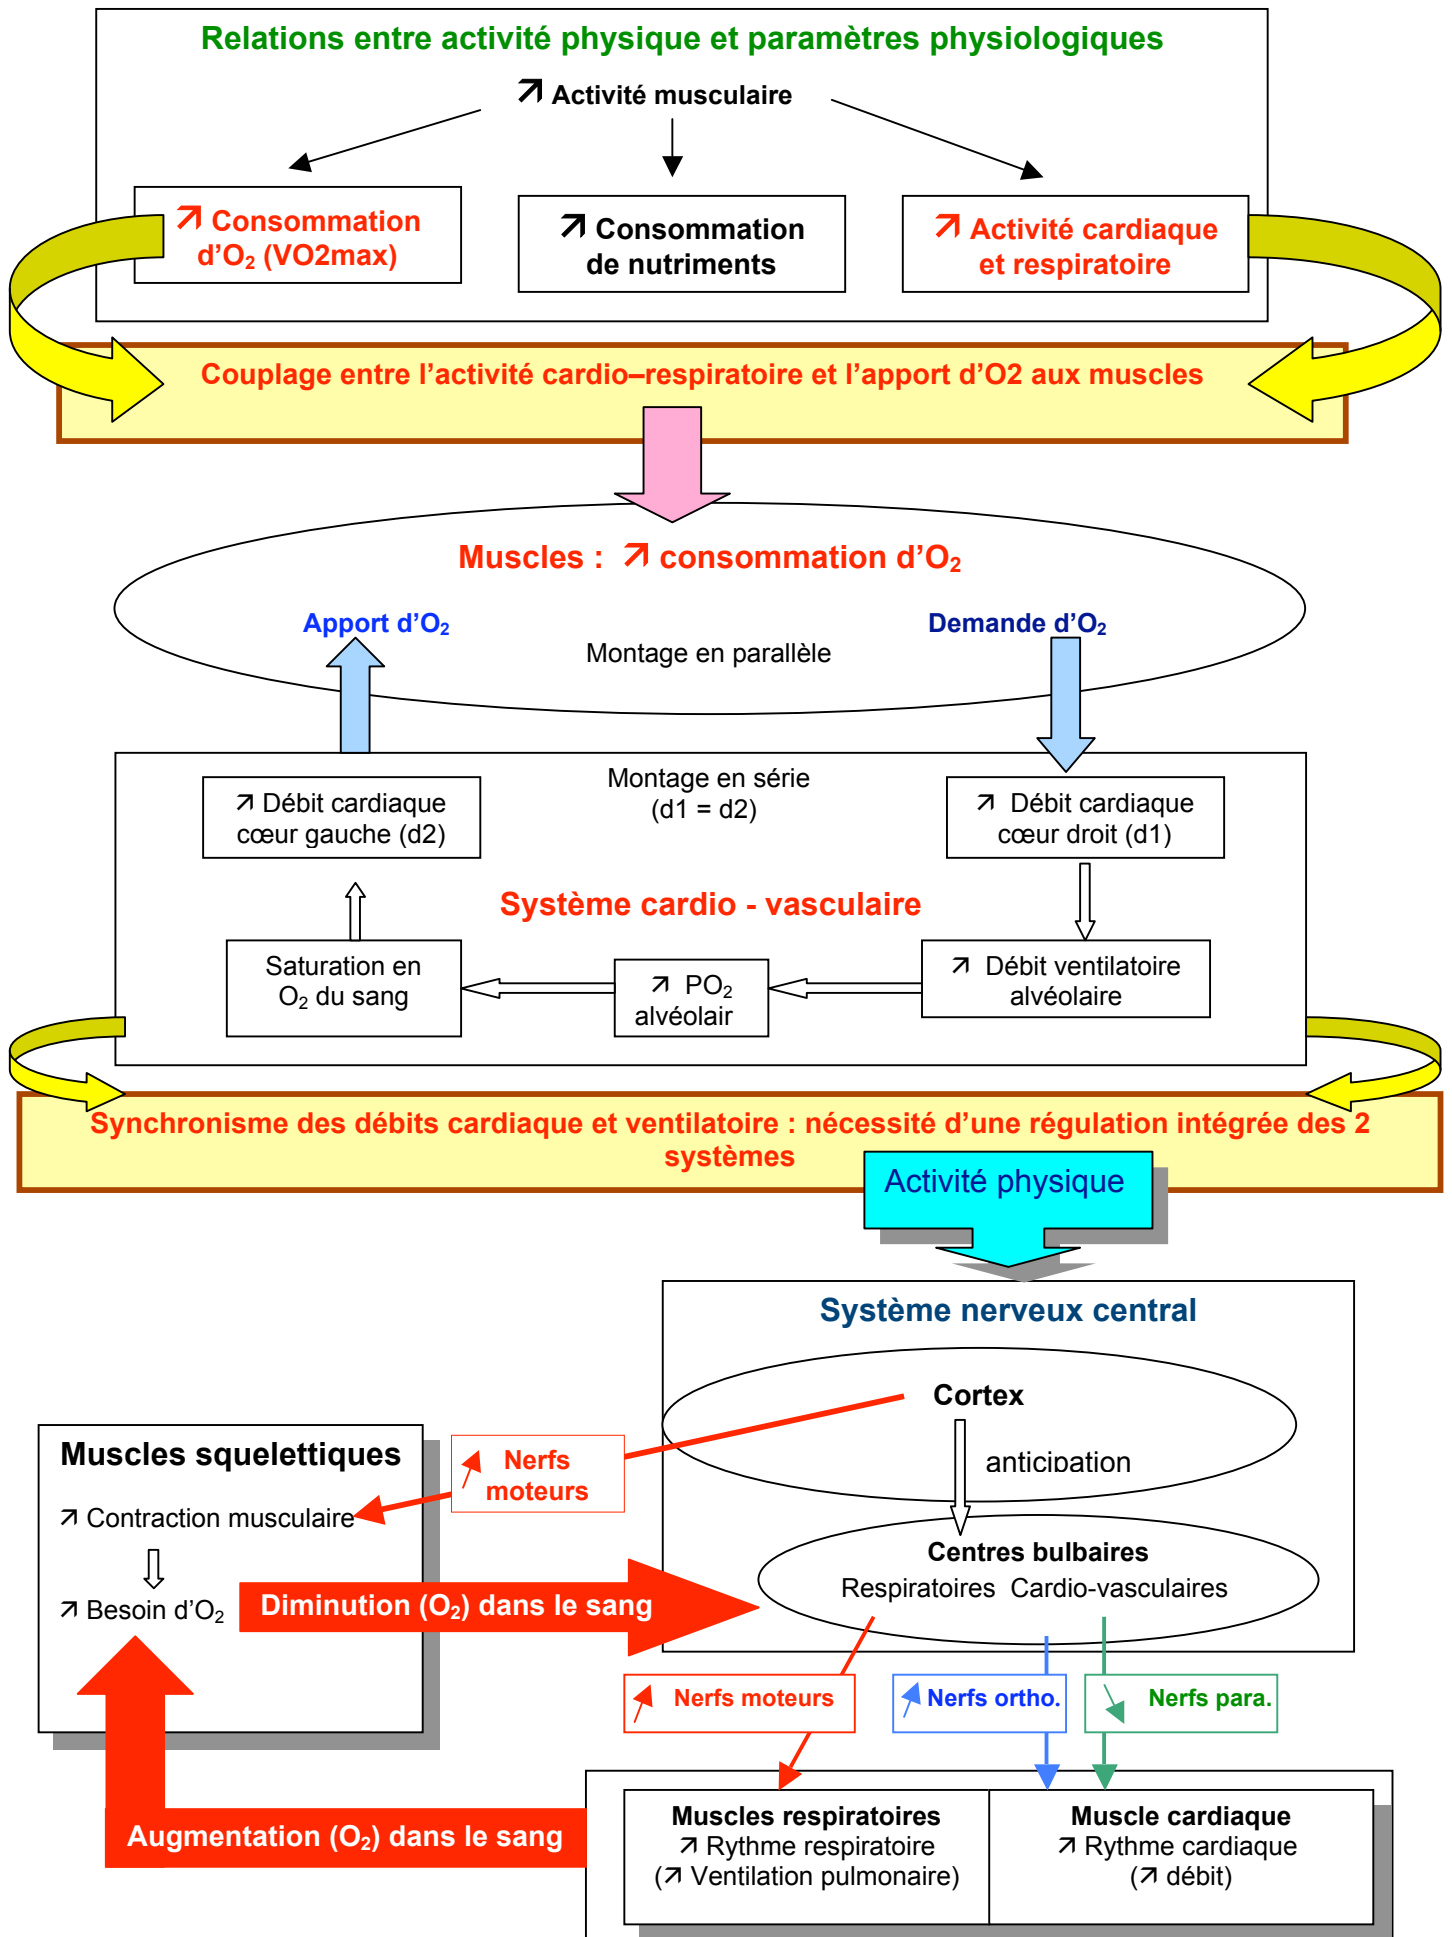 Relations entre activité physique et paramètres physiologiques
↗ Activité musculaire
↗ Consommation
d’O₂ (VO2max)
↗ Consommation
de nutriments
↗ Activité cardiaque
et respiratoire
Couplage entre l’activité cardio–respiratoire et l’apport d’O2 aux muscles
Muscles : ↗ consommation d’O₂
Apport d’O₂
Demande d’O₂
Montage en parallèle
Montage en série
(d1 = d2)
↗ Débit cardiaque
cœur gauche (d2)
↗ Débit cardiaque
cœur droit (d1)
Système cardio - vasculaire
Saturation en
O₂ du sang
↗ PO₂
alvéolair
↗ Débit ventilatoire
alvéolaire
Synchronisme des débits cardiaque et ventilatoire : nécessité d’une régulation intégrée des 2
systèmes
Activité physique
Système nerveux central
Cortex
anticipation
Muscles squelettiques
↗ Nerfs
moteurs
↗ Contraction musculaire
↗ Besoin d’O₂
Diminution (O₂) dans le sang
Centres bulbaires
Respiratoires Cardio-vasculaires
↗ Nerfs moteurs
↗ Nerfs ortho.
↘ Nerfs para.
Augmentation (O₂) dans le sang
Muscles respiratoires
↗ Rythme respiratoire
(↗ Ventilation pulmonaire)
Muscle cardiaque
↗ Rythme cardiaque
(↗ débit)